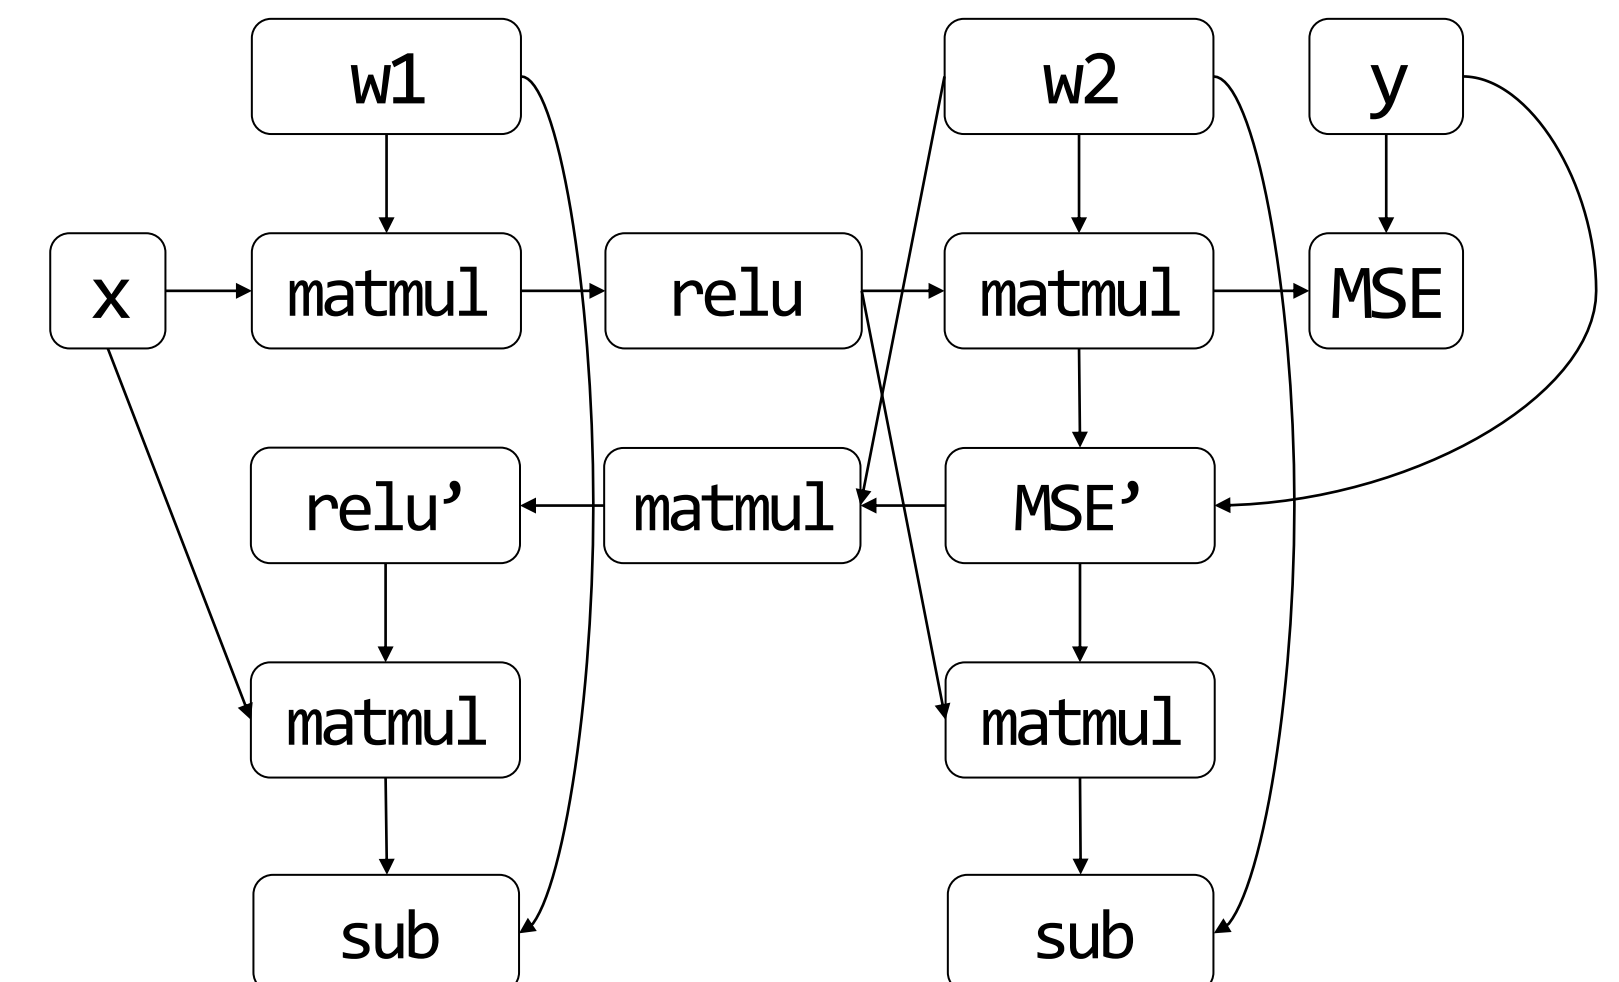 w1
w2
y
x
matmul
relu
matmul
MSE
relu’
matmul
MSE’
matmul
matmul
sub
sub